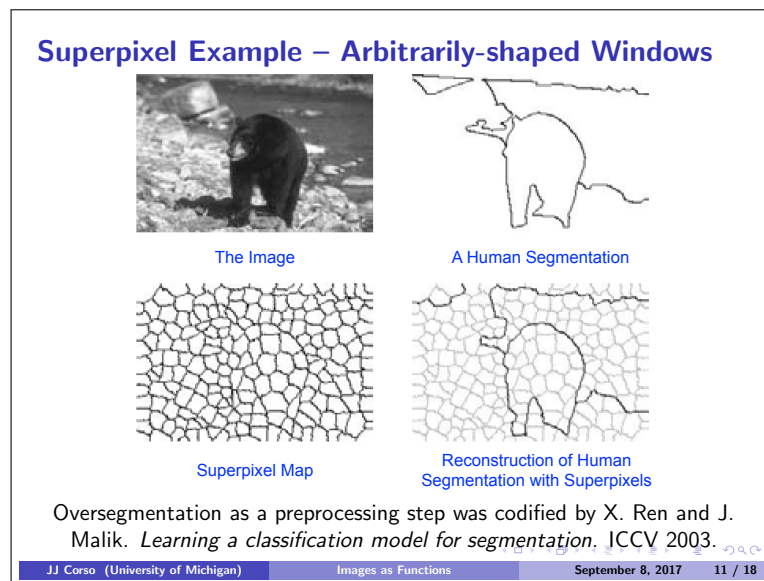 Superpixel Example – Arbitrarily-shaped Windows
The Image
A Human Segmentation
Superpixel Map
Reconstruction of Human
Segmentation with Superpixels
Oversegmentation as a preprocessing step was codified by X. Ren and J.
Malik. Learning a classification model for segmentation. ICCV 2003.
JJ Corso (University of Michigan) Images as Functions September 8, 2017 11 / 18